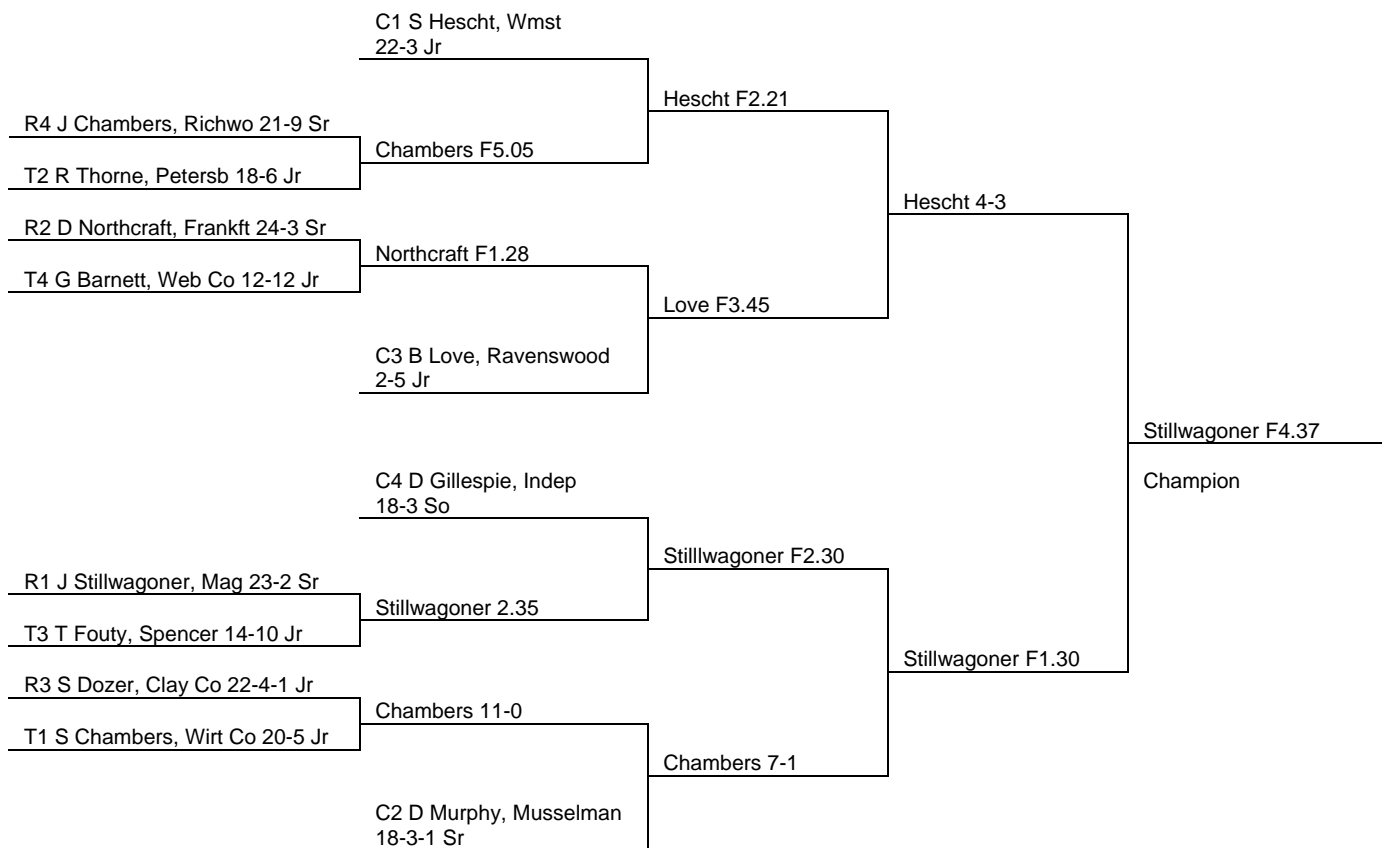 C1 S Hescht, Wmst
22-3 Jr
Hescht F2.21
R4 J Chambers, Richwo 21-9 Sr
Chambers F5.05
T2 R Thorne, Petersb 18-6 Jr
Hescht 4-3
R2 D Northcraft, Frankft 24-3 Sr
Northcraft F1.28
T4 G Barnett, Web Co 12-12 Jr
Love F3.45
C3 B Love, Ravenswood
2-5 Jr
Stillwagoner F4.37
C4 D Gillespie, Indep
18-3 So
Champion
Stilllwagoner F2.30
R1 J Stillwagoner, Mag 23-2 Sr
Stillwagoner 2.35
T3 T Fouty, Spencer 14-10 Jr
Stillwagoner F1.30
R3 S Dozer, Clay Co 22-4-1 Jr
Chambers 11-0
T1 S Chambers, Wirt Co 20-5 Jr
Chambers 7-1
C2 D Murphy, Musselman
18-3-1 Sr